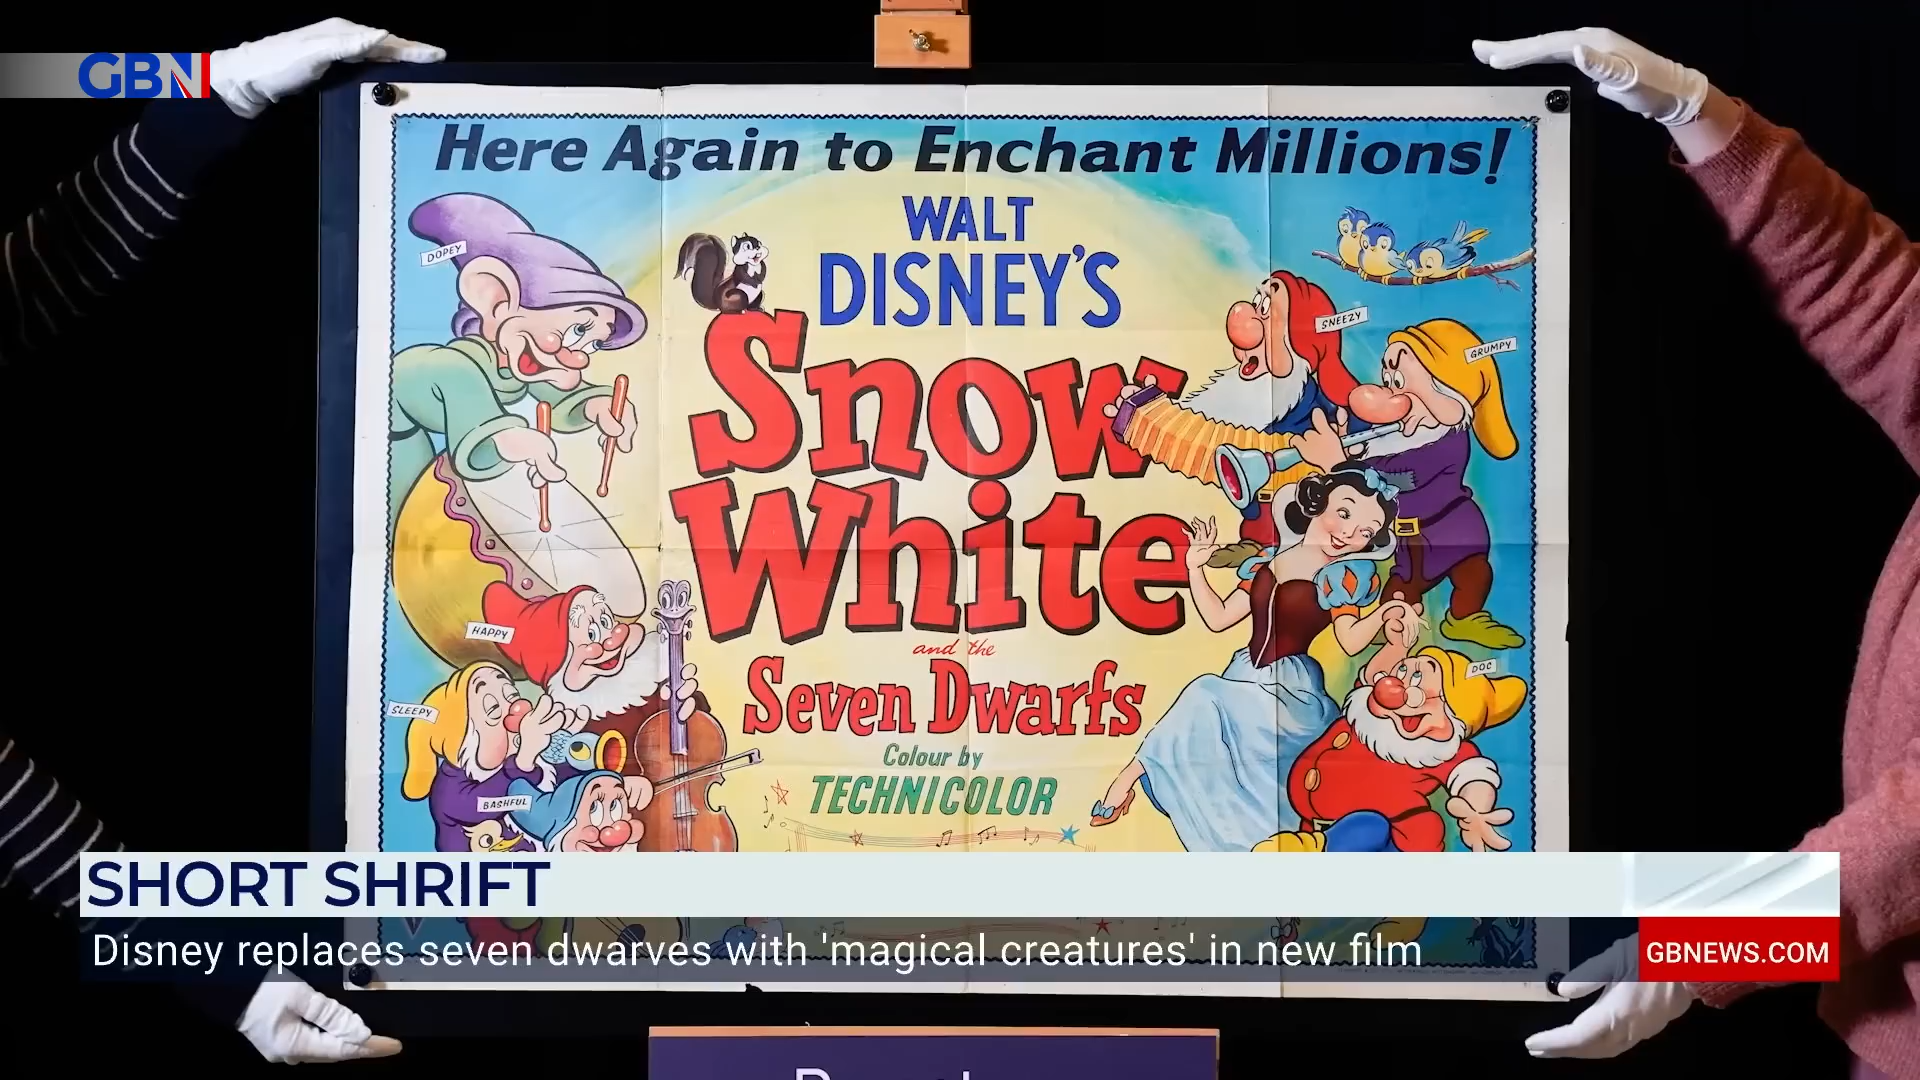 GBN
Here Again to Enchant Millions!
WALT
DISNEY'S
DOPEY
SNEEZY
GRUMPY
Snow
White
HAPPY
and the
Seven Dwarfs
DOC
SLEEPY
Colour by
TECHNICOLOR
BASHFUL
SHORT SHRIFT
Disney replaces seven dwarves with 'magical creatures' in new film
GBNEWS.COM